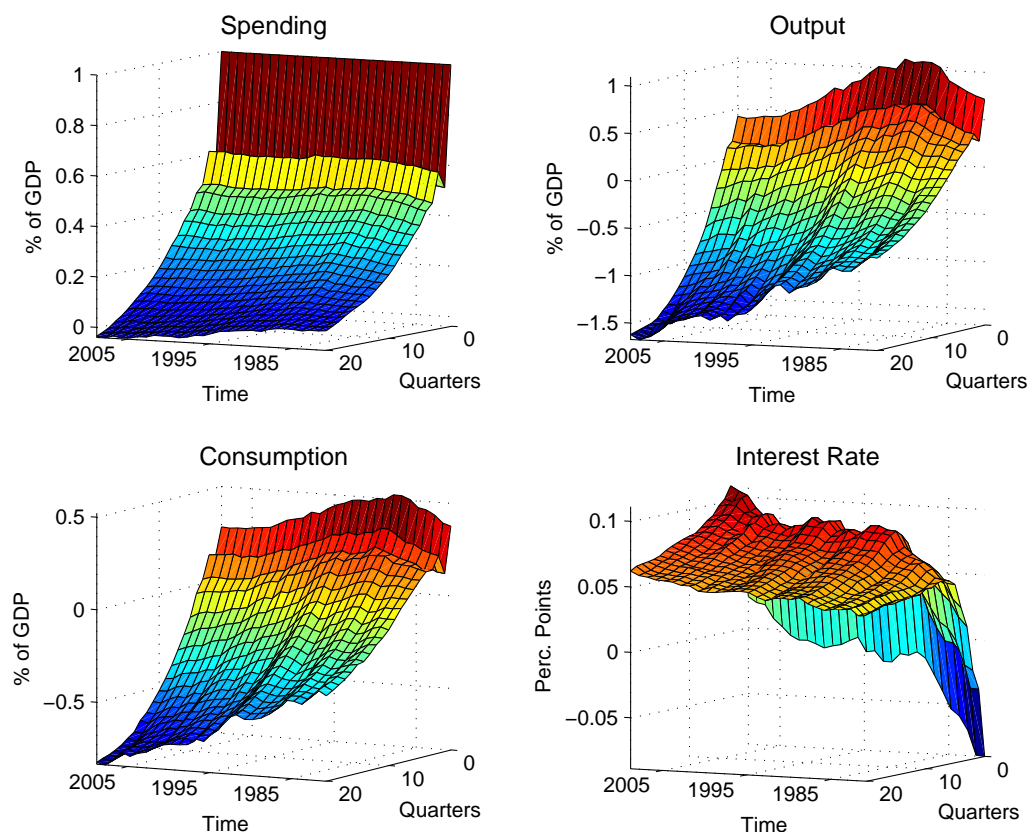 Spending
% of GDP
1
0.8
0.6
0.4
0.2
0
2005
1995
1985
Time
20
10
0
Quarters
Output
% of GDP
1
0.5
0
−0.5
−1
−1.5
2005
1995
1985
Time
20
10
0
Quarters
Consumption
% of GDP
0.5
0
−0.5
2005
1995
1985
Time
20
10
0
Quarters
Interest Rate
Perc. Points
0.1
0.05
0
−0.05
2005
1995
1985
Time
20
10
0
Quarters